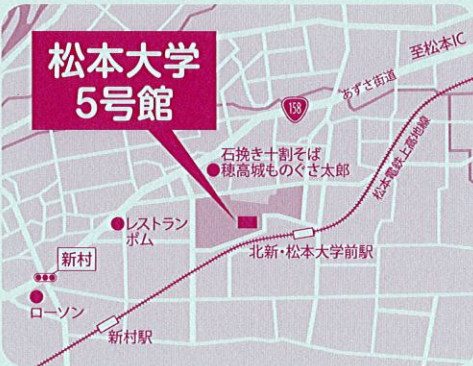 松本大学
5号館
至松本IC
あずさ街道
158
石挽き十割そば
穂高城ものぐさ太郎
松本電鉄上高地線
レストラン
ポム
北新・松本大学前駅
新村
ローソン
新村駅